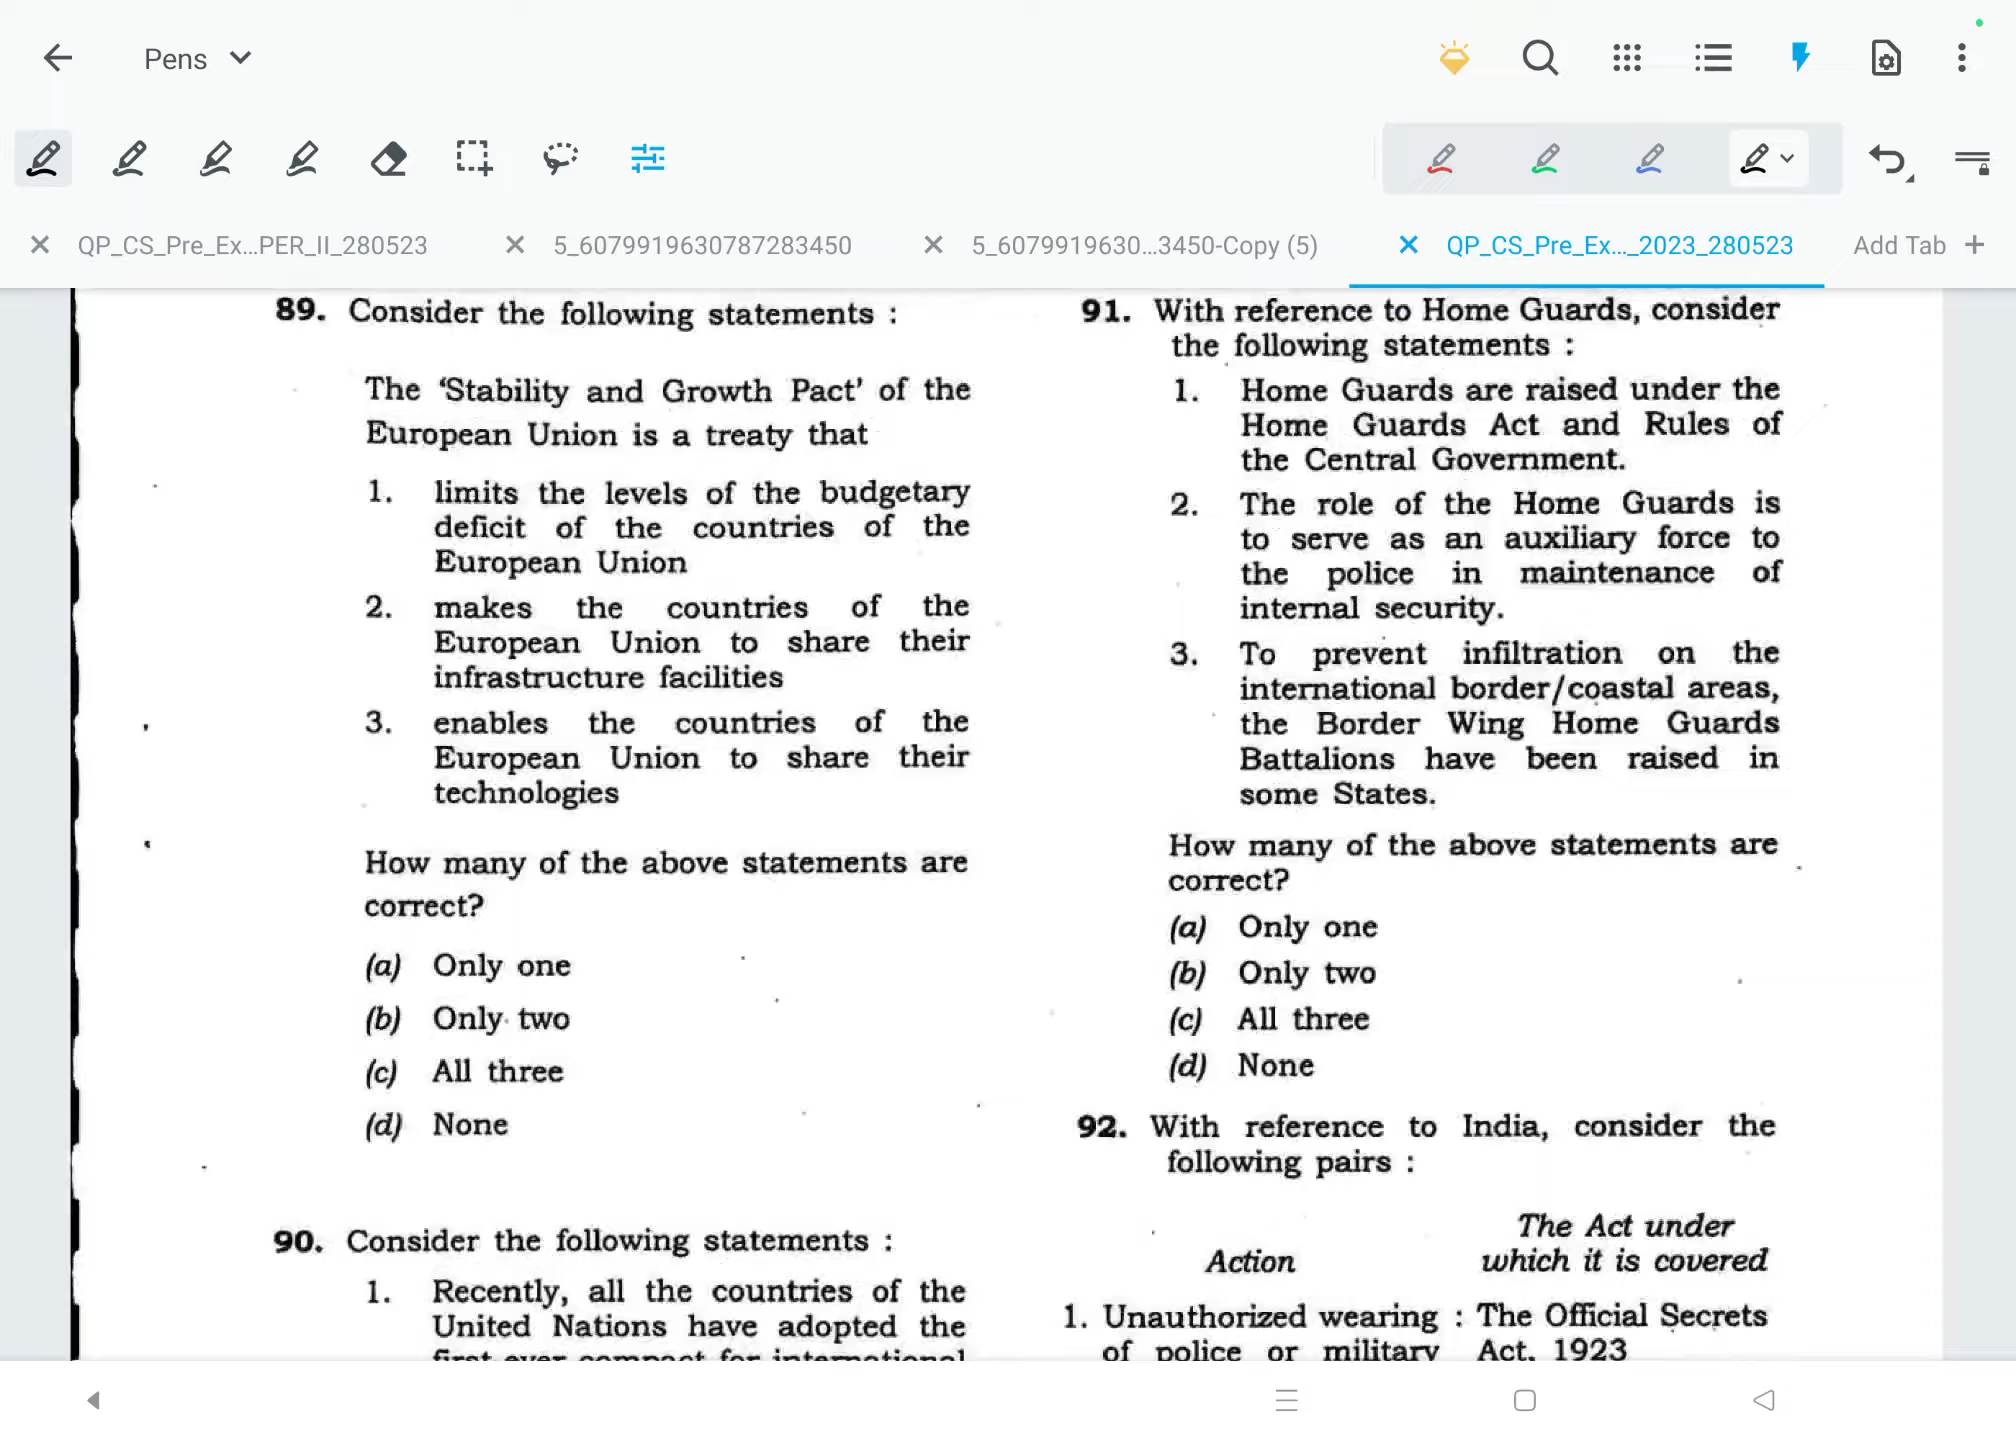 Pens
QP_CS_Pre_Ex...PER_II_280523
5_6079919630787283450
5_6079919630...3450-Copy (5)
QP_CS_Pre_Ex..._2023_280523
Add Tab
89. Consider the following statements :
The ‘Stability and Growth Pact’ of the
European Union is a treaty that
1. limits the levels of the budgetary
deficit of the countries of the
European Union
2. makes the countries of the
European Union to share their
infrastructure facilities
3. enables the countries of the
European Union to share their
technologies
How many of the above statements are
correct?
(a) Only one
(b) Only two
(c) All three
(d) None
90. Consider the following statements :
1. Recently, all the countries of the
United Nations have adopted the
first ever compact for international
91. With reference to Home Guards, consider
the following statements :
1. Home Guards are raised under the
Home Guards Act and Rules of
the Central Government.
2. The role of the Home Guards is
to serve as an auxiliary force to
the police in maintenance of
internal security.
3. To prevent infiltration on the
international border/coastal areas,
the Border Wing Home Guards
Battalions have been raised in
some States.
How many of the above statements are
correct?
(a) Only one
(b) Only two
(c) All three
(d) None
92. With reference to India, consider the
following pairs :
The Act under
Action which it is covered
1. Unauthorized wearing : The Official Secrets
of police or military Act, 1923